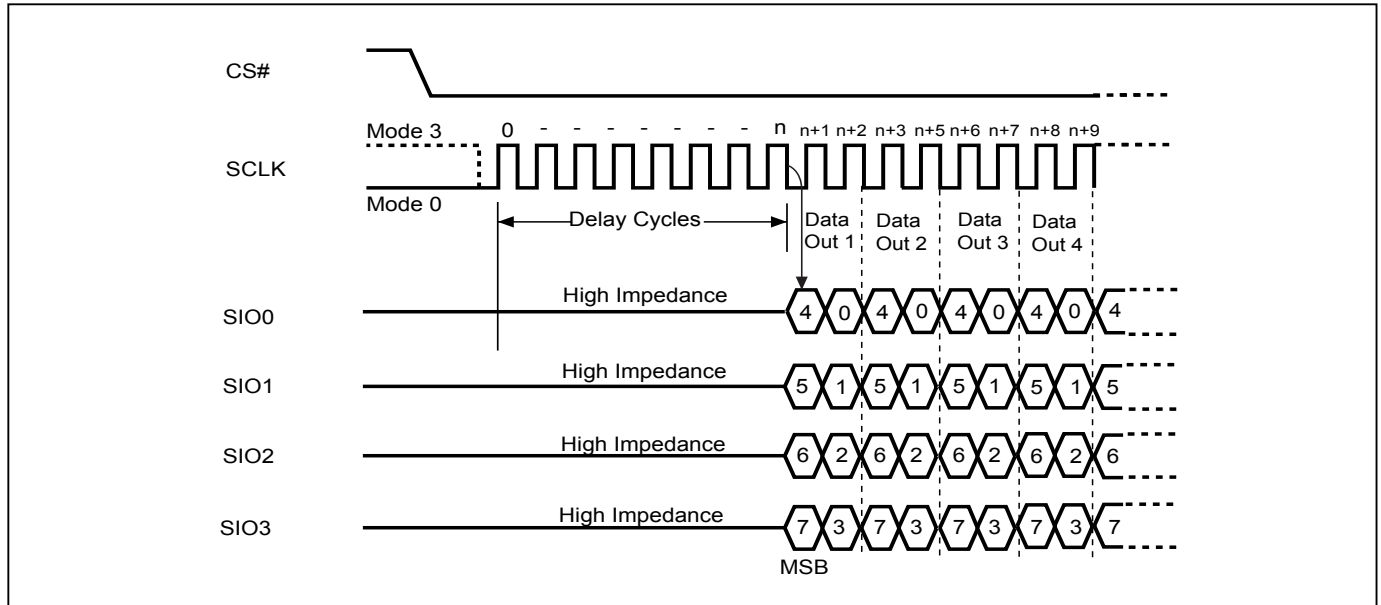 CS#
Mode 3 0 - - - - - - - n n+1 n+2 n+3 n+5 n+6 n+7 n+8 n+9
SCLK
Mode 0
Delay Cycles
Data Out 1
Data Out 2
Data Out 3
Data Out 4
High Impedance
SIO0 4 0 4 0 4 0 4 0 4
High Impedance
SIO1 5 1 5 1 5 1 5 1 5
High Impedance
SIO2 6 2 6 2 6 2 6 2 6
High Impedance
SIO3 7 3 7 3 7 3 7 3 7
MSB